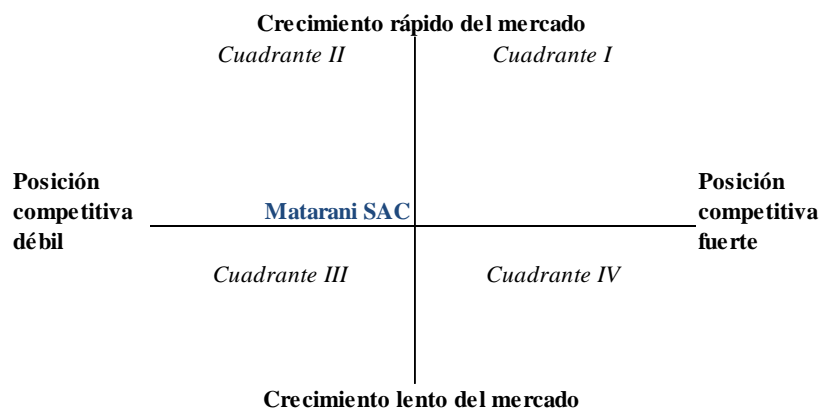 Crecimiento rápido del mercado
Cuadrante II
Cuadrante I
Posición
competitiva
débil
Matarani SAC
Posición
competitiva
fuerte
Cuadrante III
Cuadrante IV
Crecimiento lento del mercado